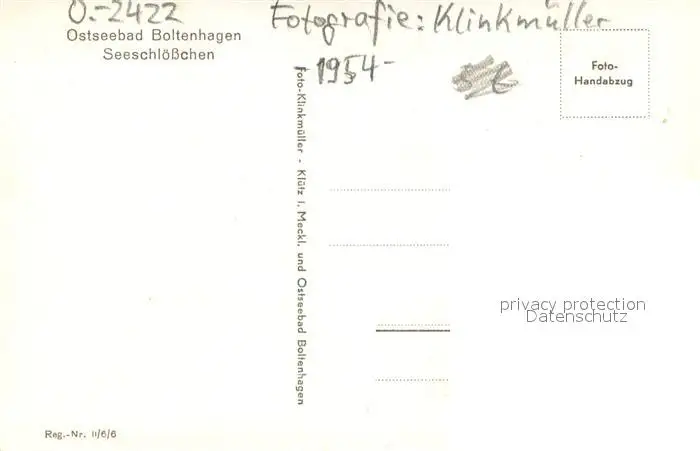 O.-2422
Fotografie: Klinkmüller
Ostseebad Boltenhagen
Seeschlößchen
-1954-
Foto-
Handabzug
Foto-Klinkmüller - Klütz i. Meckl. und Ostseebad Boltenhagen
privacy protection
Datenschutz
Reg.-Nr. II/6/6